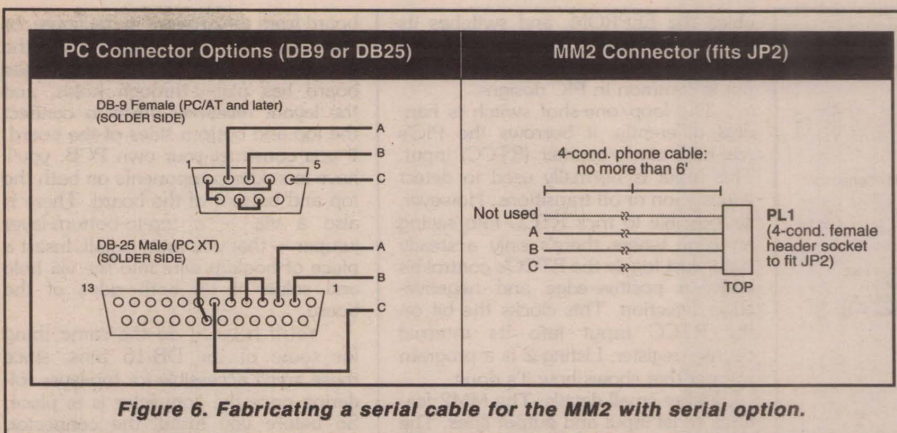 PC Connector Options (DB9 or DB25)
MM2 Connector (fits JP2)
DB-9 Female (PC/AT and later)
(SOLDER SIDE)
A
B
C
1
5
DB-25 Male (PC XT)
(SOLDER SIDE)
13
1
A
B
C
4-cond. phone cable:
no more than 6'
Not used
A
B
C
PL1
(4-cond. female
header socket
to fit JP2)
TOP
Figure 6. Fabricating a serial cable for the MM2 with serial option.